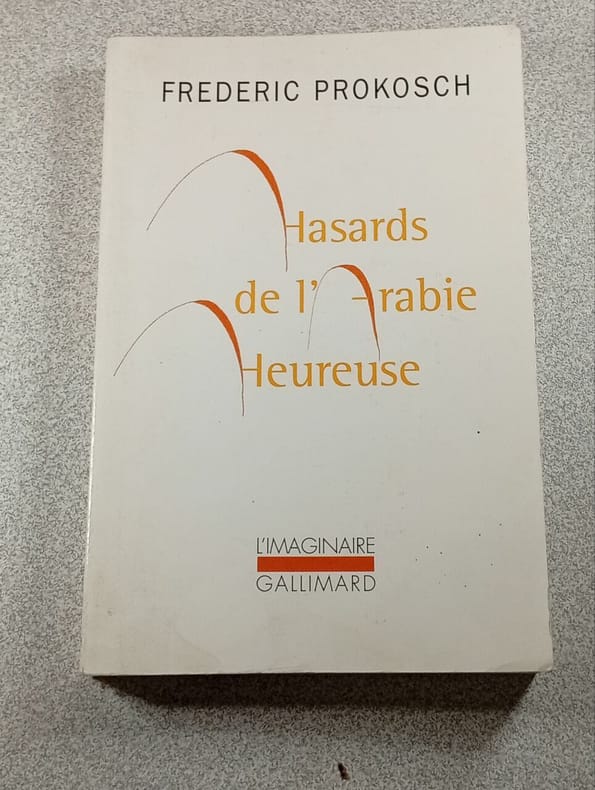 FREDERIC PROKOSCH
Hasards
de l'Arabie
Heureuse
L'IMAGINAIRE
GALLIMARD